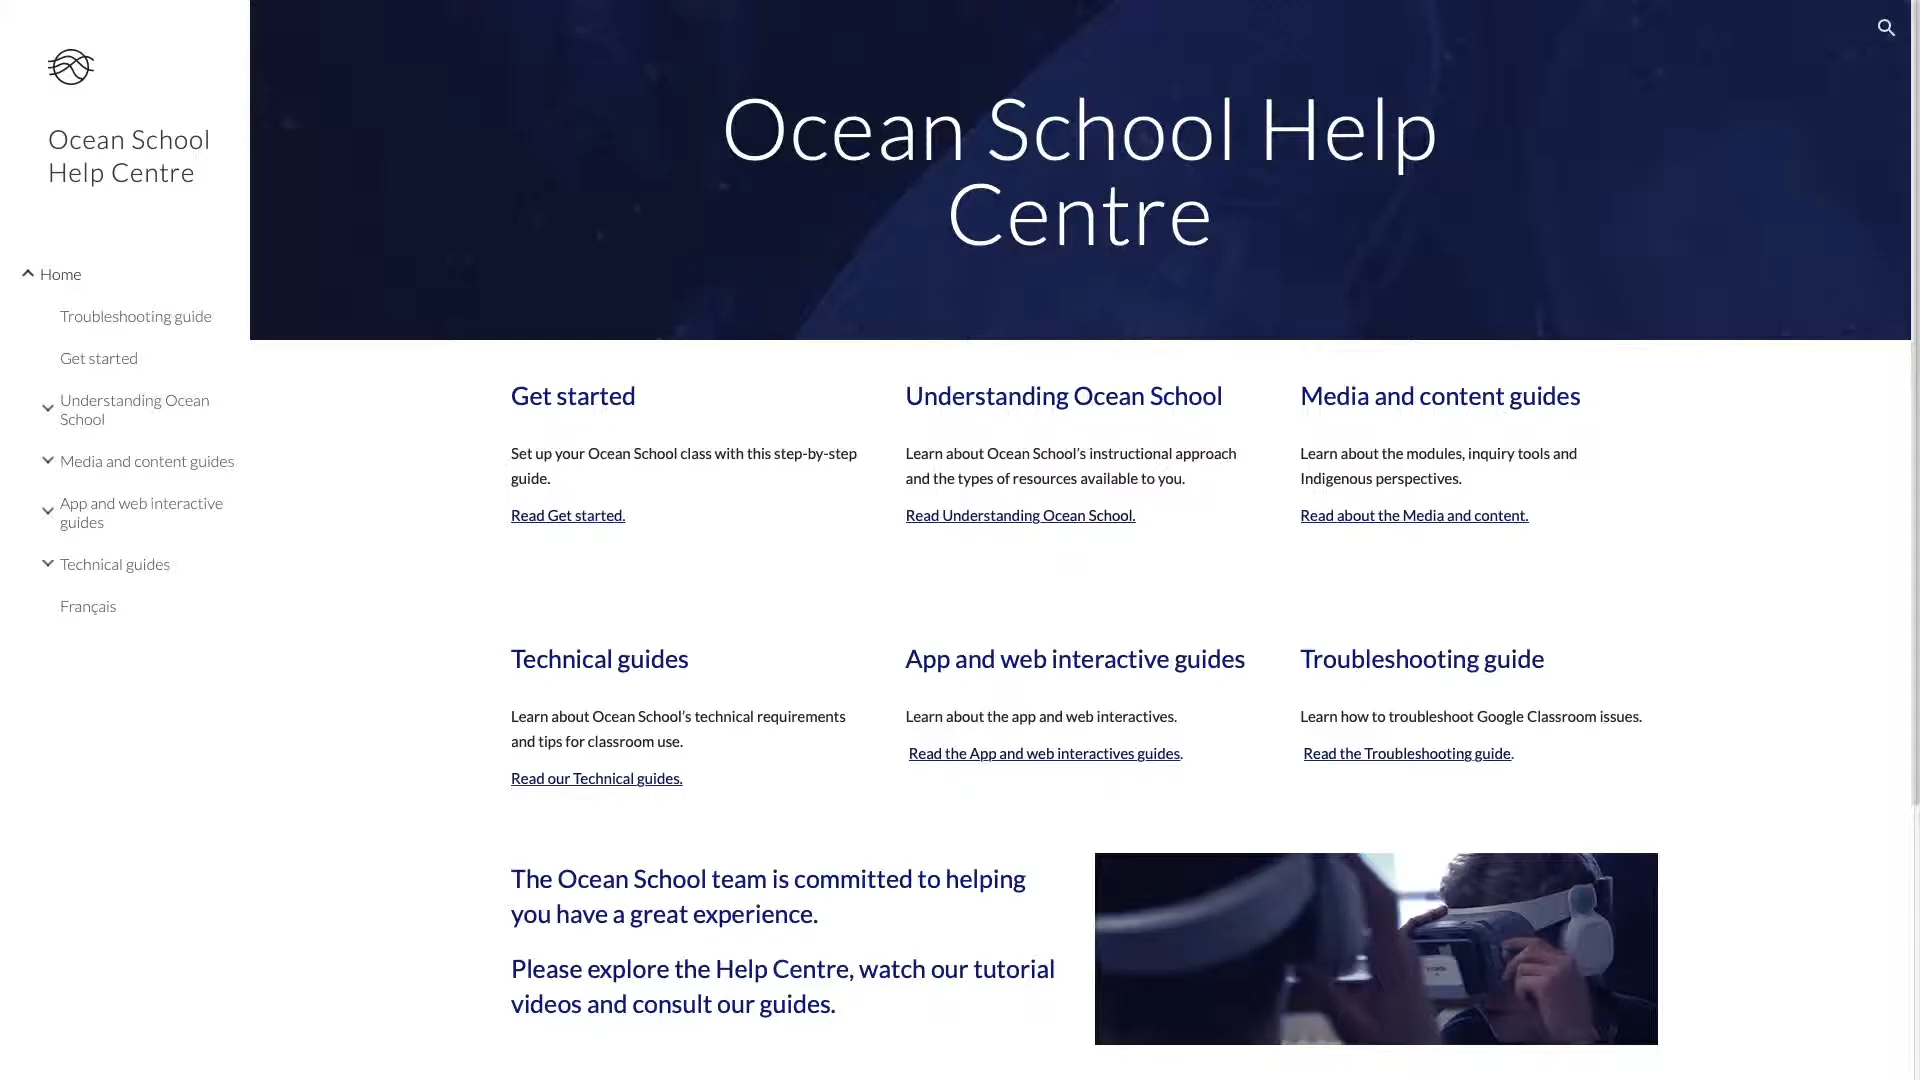 Ocean School
Help Centre
Home
Troubleshooting guide
Get started
Understanding Ocean
School
Media and content guides
App and web interactive
guides
Technical guides
Français
Ocean School Help
Centre
Get started
Set up your Ocean School class with this step-by-step
guide.
Read Get started.
Understanding Ocean School
Learn about Ocean School’s instructional approach
and the types of resources available to you.
Read Understanding Ocean School.
Media and content guides
Learn about the modules, inquiry tools and
Indigenous perspectives.
Read about the Media and content.
Technical guides
Learn about Ocean School’s technical requirements
and tips for classroom use.
Read our Technical guides.
App and web interactive guides
Learn about the app and web interactives.
Read the App and web interactives guides.
Troubleshooting guide
Learn how to troubleshoot Google Classroom issues.
Read the Troubleshooting guide.
The Ocean School team is committed to helping
you have a great experience.
Please explore the Help Centre, watch our tutorial
videos and consult our guides.